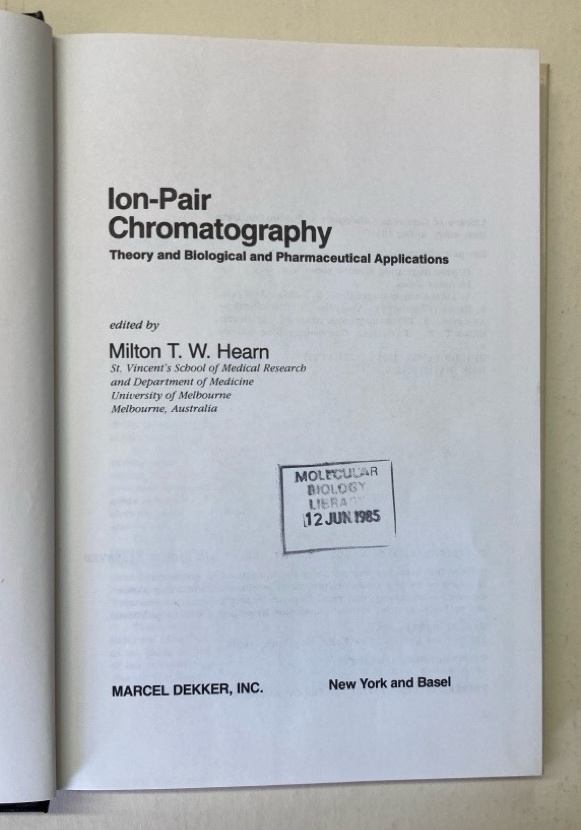 Ion-Pair
Chromatography
Theory and Biological and Pharmaceutical Applications
edited by
Milton T. W. Hearn
St. Vincent's School of Medical Research
and Department of Medicine
University of Melbourne
Melbourne, Australia
MOLECULAR
BIOLOGY
12 JUN 1985
MARCEL DEKKER, INC. New York and Basel